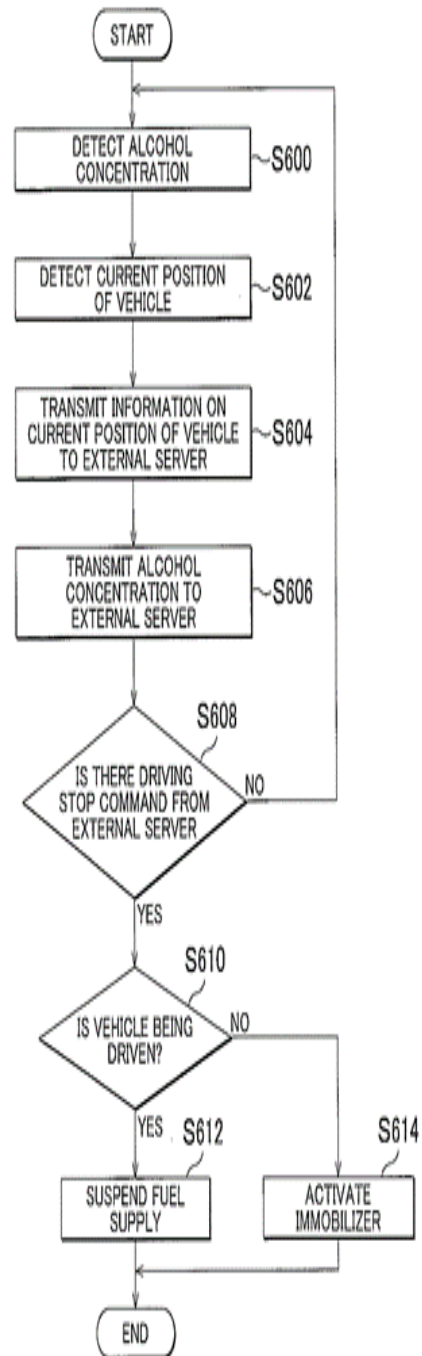 START
DETECT ALCOHOL
CONCENTRATION
S600
DETECT CURRENT POSITION
OF VEHICLE
S602
TRANSMIT INFORMATION ON
CURRENT POSITION OF VEHICLE
TO EXTERNAL SERVER
S604
TRANSMIT ALCOHOL
CONCENTRATION TO
EXTERNAL SERVER
S606
S608
IS THERE DRIVING
STOP COMMAND FROM
EXTERNAL SERVER
NO
YES
S610
IS VEHICLE BEING
DRIVEN?
NO
YES
S612
SUSPEND FUEL
SUPPLY
S614
ACTIVATE
IMMOBILIZER
END